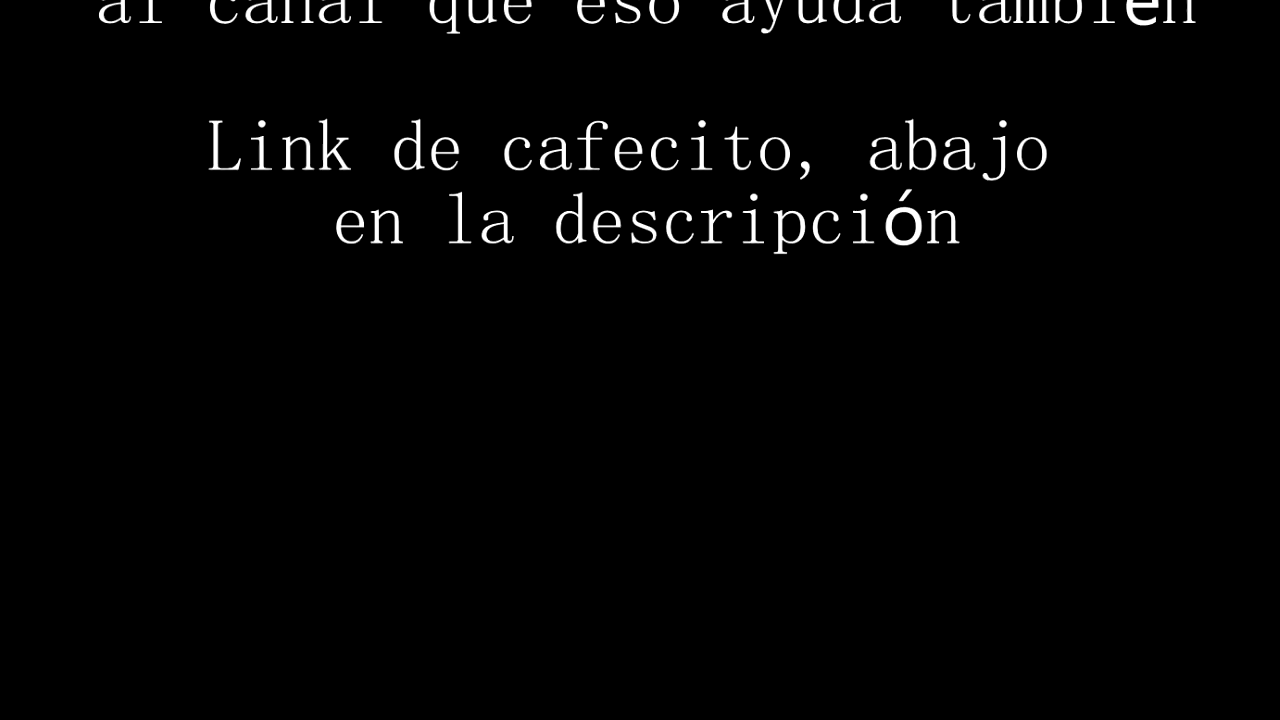 al canal que eso ayuda también
Link de cafecito, abajo
en la descripción